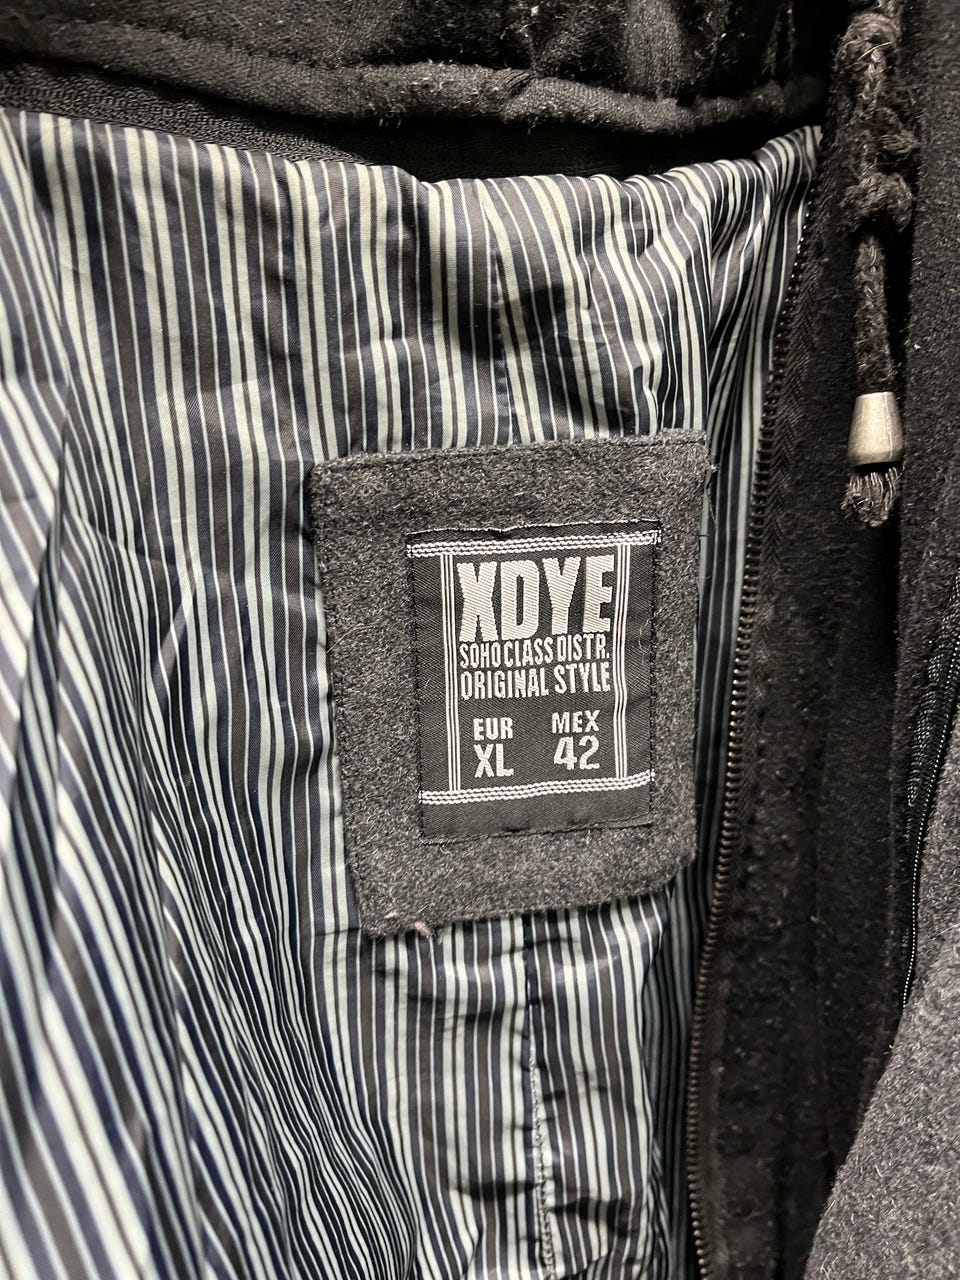 XDYE
SOHO CLASS DISTR.
ORIGINAL STYLE
EUR MEX
XL 42